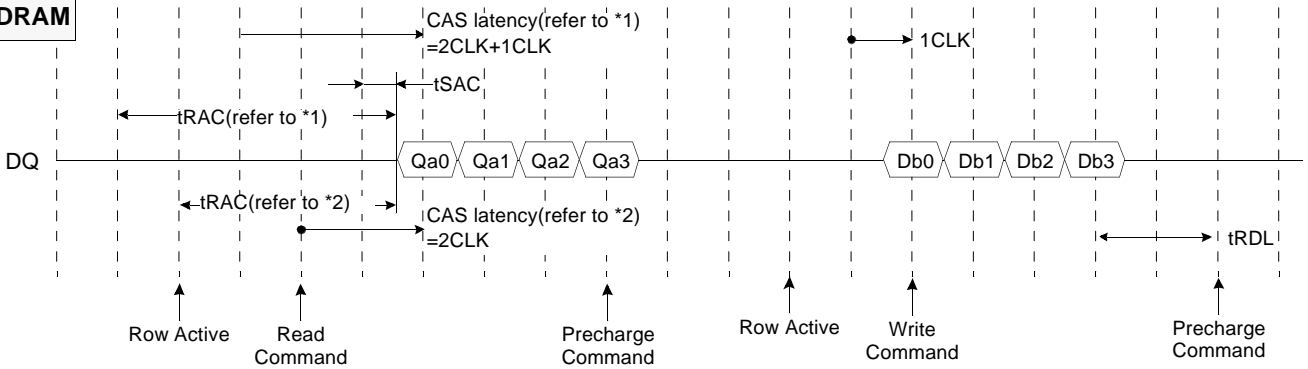 DRAM
CAS latency(refer to *1)
=2CLK+1CLK
1CLK
tSAC
tRAC(refer to *1)
DQ
Qa0
Qa1
Qa2
Qa3
Db0
Db1
Db2
Db3
tRAC(refer to *2)
CAS latency(refer to *2)
=2CLK
tRDL
Row Active
Read
Command
Precharge
Command
Row Active
Write
Command
Precharge
Command